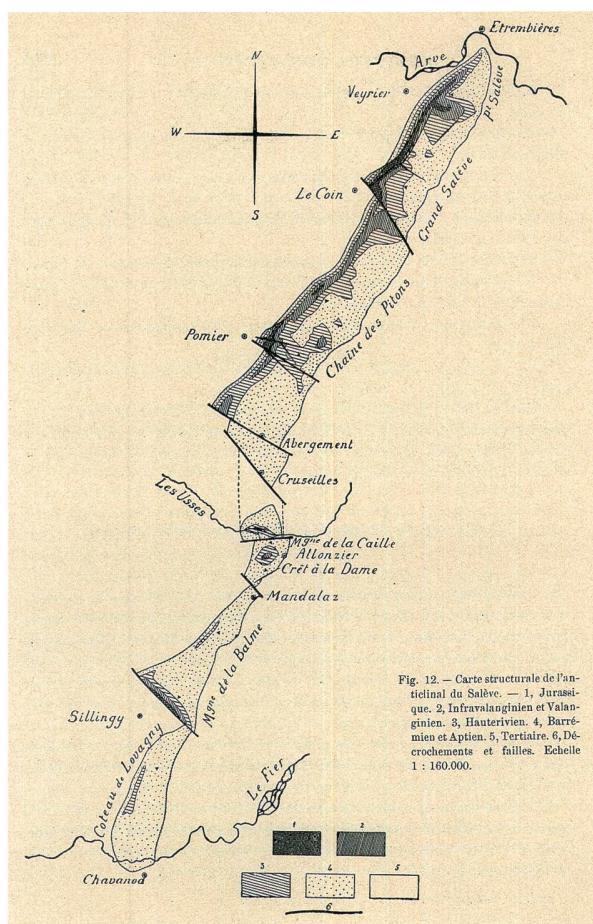 Etrembières
Arve
N
Veyrier
Pt Salève
W
E
S
Le Coin
Grand Salève
Pomier
Chaîne des Pitons
Abergement
Cruseilles
Les Usses
Mgne de la Caille
Allonzier
Crêt à la Dame
Mandalaz
Mgne de la Balme
Sillingy
Coteau de Lovagny
Le Fier
Chavanod
Fig. 12. — Carte structurale de l'an-
ticlinal du Salève. — 1, Jurassi-
que. 2, Infravalanginien et Valan-
ginien. 3, Hauterivien. 4, Barré-
mien et Aptien. 5, Tertiaire. 6, Dé-
crochements et failles. Echelle
1 : 160.000.
1
2
3
4
5
6